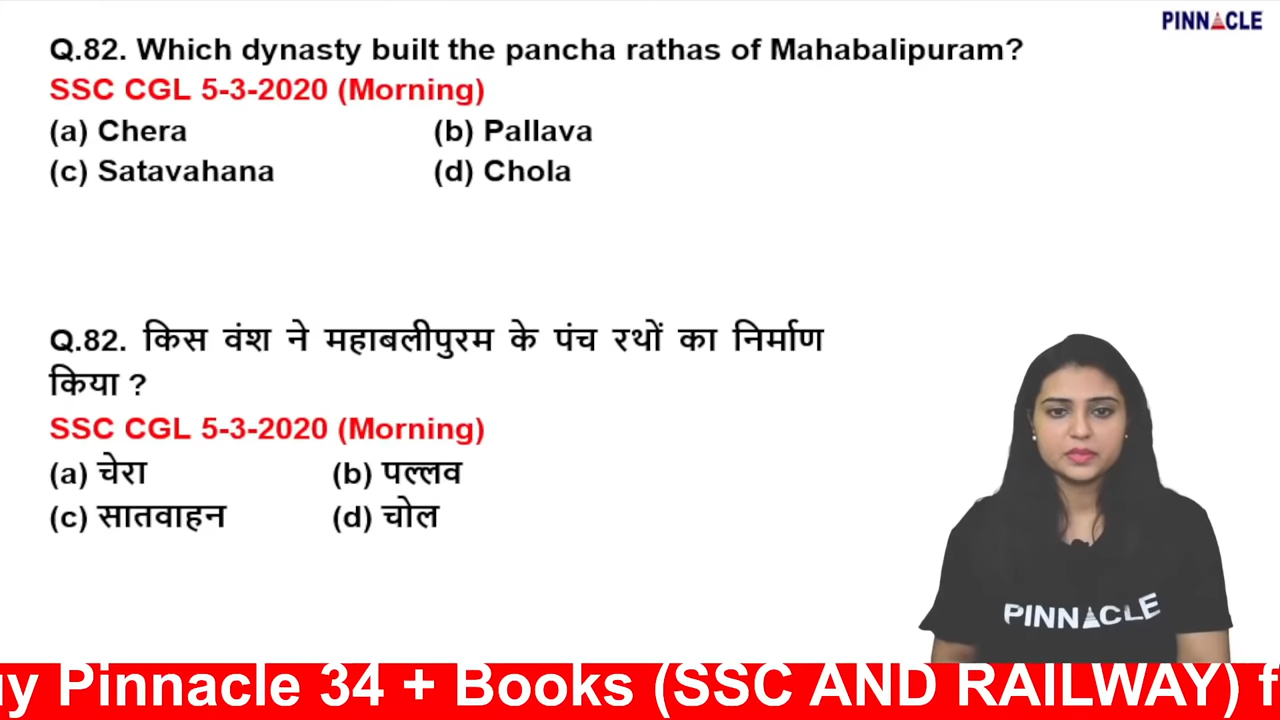 PINNACLE
Q.82. Which dynasty built the pancha rathas of Mahabalipuram?
SSC CGL 5-3-2020 (Morning)
(a) Chera (b) Pallava
(c) Satavahana (d) Chola
Q.82. किस वंश ने महाबलीपुरम के पंच रथों का निर्माण
किया ?
SSC CGL 5-3-2020 (Morning)
(a) चेरा (b) पल्लव
(c) सातवाहन (d) चोल
PINNACLE
Pinnacle 34 + Books (SSC AND RAILWAY)